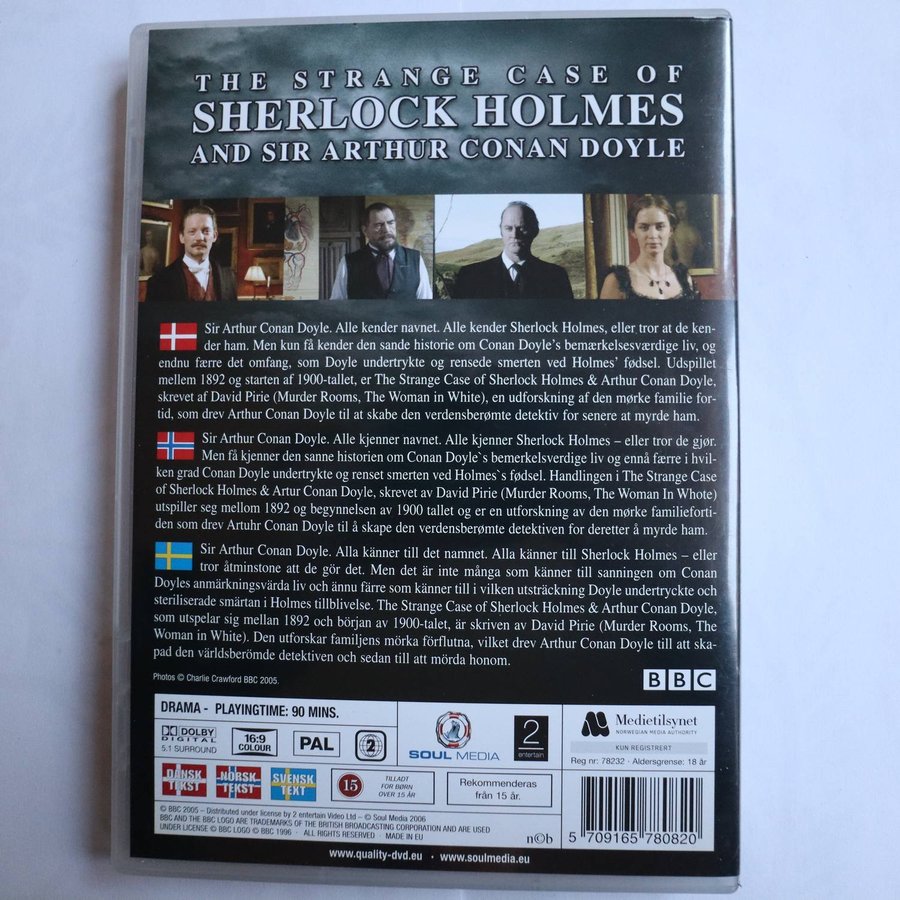 THE STRANGE CASE OF
SHERLOCK HOLMES
AND SIR ARTHUR CONAN DOYLE
Sir Arthur Conan Doyle. Alle kender navnet. Alle kender Sherlock Holmes, eller tror at de ken-
der ham. Men kun få kender den sande historie om Conan Doyle's bemærkelsesværdige liv, og
endnu færre det omfang, som Doyle undertrykte og rensede smerten ved Holmes' fødsel. Udspillet
mellem 1892 og starten af 1900-tallet, er The Strange Case of Sherlock Holmes & Arthur Conan Doyle,
skrevet af David Pirie (Murder Rooms, The Woman in White), en udforskning af den mørke familie for-
tid, som drev Arthur Conan Doyle til at skabe den verdensberømte detektiv for senere at myrde ham.
Sir Arthur Conan Doyle. Alle kjenner navnet. Alle kjenner Sherlock Holmes – eller tror de gjør.
Men få kjenner den sanne historien om Conan Doyle`s bemerkelsesverdige liv og ennå færre i hvil-
ken grad Conan Doyle undertrykte og renset smerten ved Holmes`s fødsel. Handlingen i The Strange Case
of Sherlock Holmes & Artur Conan Doyle, skrevet av David Pirie (Murder Rooms, The Woman In Whote)
utspiller seg mellom 1892 og begynnelsen av 1900 tallet og er en utforskning av den mørke familieforti-
den som drev Artuhr Conan Doyle til å skape den verdensberømte detektiven for deretter å myrde ham.
Sir Arthur Conan Doyle. Alla känner till det namnet. Alla känner till Sherlock Holmes – eller
tror åtminstone att de gör det. Men det är inte många som känner till sanningen om Conan
Doyles anmärkningsvärda liv och ännu färre som känner till i vilken utsträckning Doyle undertryckte och
steriliserade smärtan i Holmes tillblivelse. The Strange Case of Sherlock Holmes & Arthur Conan Doyle,
som utspelar sig mellan 1892 och början av 1900-talet, är skriven av David Pirie (Murder Rooms, The
Woman in White). Den utforskar familjens mörka förflutna, vilket drev Arthur Conan Doyle till att ska-
pad den världsberömde detektiven och sedan till att mörda honom.
Photos © Charlie Crawford BBC 2005.
BBC
DRAMA - PLAYINGTIME: 90 MINS.
DOLBY
DIGITAL
5.1 SURROUND
16:9
COLOUR
PAL
2
SOUL MEDIA
2
entertain
Medietilsynet
NORWEGIAN MEDIA AUTHORITY
KUN REGISTRERT
Reg nr: 78232 - Aldersgrense: 18 år
DANSK
TEKST
NORSK
TEKST
SVENSK
TEXT
15
TILLADT
FOR BØRN
OVER 15 ÅR
Rekommenderas
från 15 år.
© BBC 2005 – Distributed under license by 2 entertain Video Ltd – © Soul Media 2006
BBC AND THE BBC LOGO ARE TRADEMARKS OF THE BRITISH BROADCASTING CORPORATION AND ARE USED
UNDER LICENSE © BBC LOGO © BBC 1996 · ALL RIGHTS RESERVED · MADE IN EU
n©b
5 709165 780820
www.quality-dvd.eu · www.soulmedia.eu